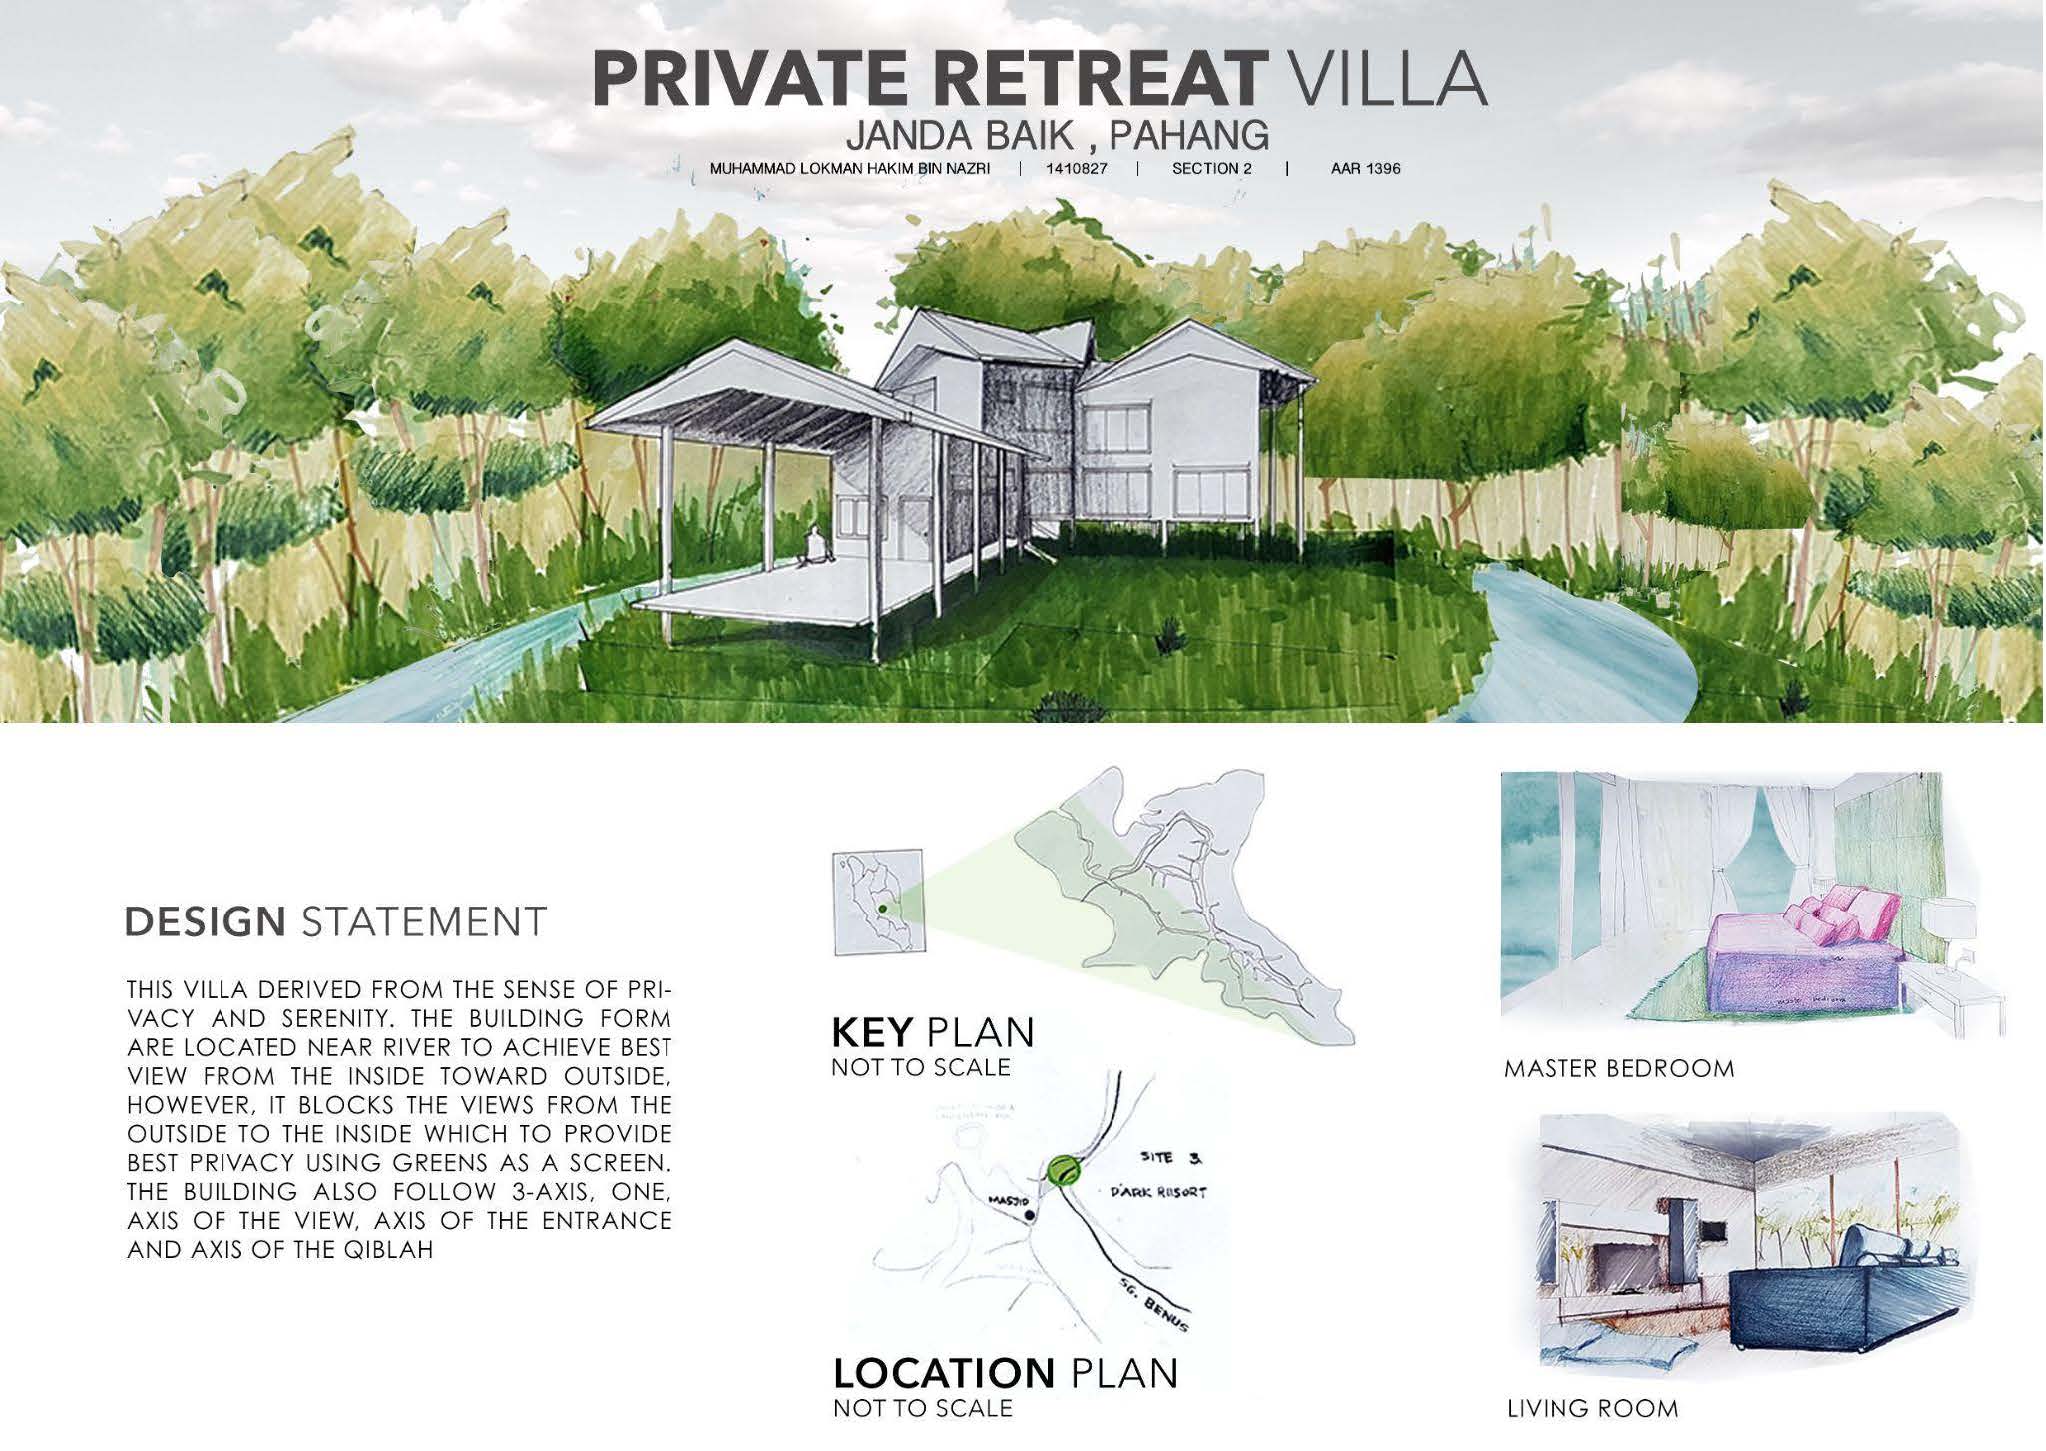 PRIVATE RETREAT VILLA
JANDA BAIK , PAHANG
MUHAMMAD LOKMAN HAKIM BIN NAZRI | 1410827 | SECTION 2 | AAR 1396
DESIGN STATEMENT
THIS VILLA DERIVED FROM THE SENSE OF PRI-
VACY AND SERENITY. THE BUILDING FORM
ARE LOCATED NEAR RIVER TO ACHIEVE BEST
VIEW FROM THE INSIDE TOWARD OUTSIDE,
HOWEVER, IT BLOCKS THE VIEWS FROM THE
OUTSIDE TO THE INSIDE WHICH TO PROVIDE
BEST PRIVACY USING GREENS AS A SCREEN.
THE BUILDING ALSO FOLLOW 3-AXIS, ONE,
AXIS OF THE VIEW, AXIS OF THE ENTRANCE
AND AXIS OF THE QIBLAH
KEY PLAN
NOT TO SCALE
MASJID
SITE 3
D'ARK RESORT
SG. BENUS
LOCATION PLAN
NOT TO SCALE
master bedroom
MASTER BEDROOM
LIVING ROOM